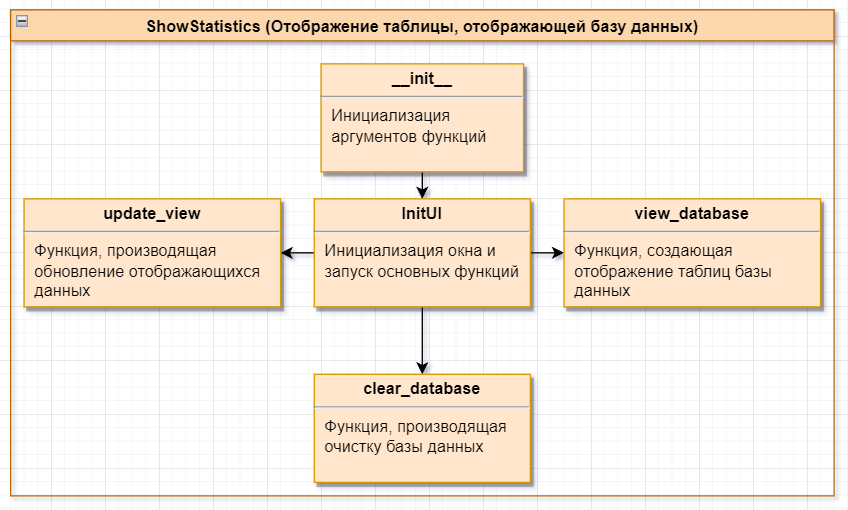 ShowStatistics (Отображение таблицы, отображающей базу данных)
__init__
Инициализация
аргументов функций
update_view
Функция, производящая
обновление отображающихся
данных
InitUI
Инициализация окна и
запуск основных функций
view_database
Функция, создающая
отображение таблиц базы
данных
clear_database
Функция, производящая
очистку базы данных